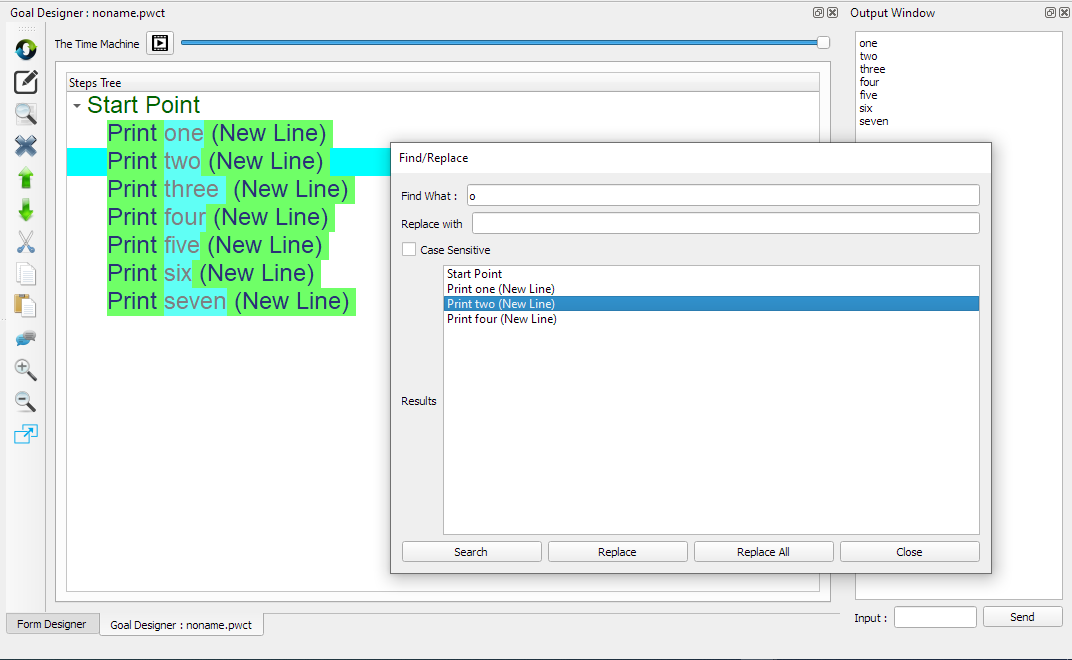 Goal Designer : noname.pwct
The Time Machine
Steps Tree
Start Point
Print one (New Line)
Print two (New Line)
Print three (New Line)
Print four (New Line)
Print five (New Line)
Print six (New Line)
Print seven (New Line)
Find/Replace
Find What : o
Replace with
Case Sensitive
Start Point
Print one (New Line)
Print two (New Line)
Print four (New Line)
Results
Search Replace Replace All Close
Form Designer Goal Designer : noname.pwct
Output Window
one
two
three
four
five
six
seven
Input : Send